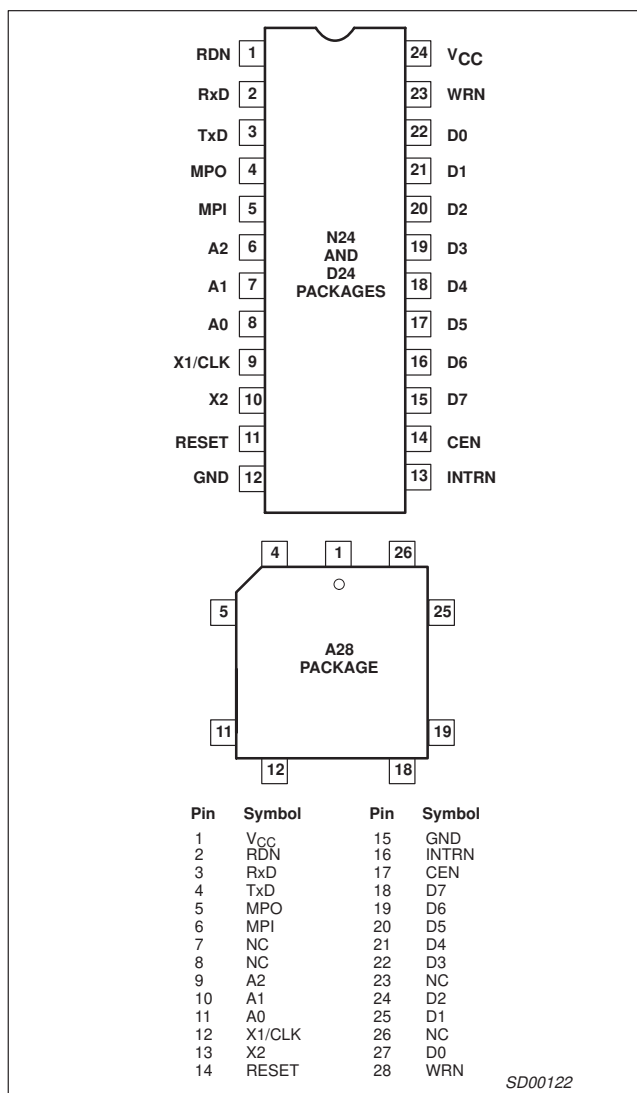 RDN 1 24 VCC
RxD 2 23 WRN
TxD 3 22 D0
MPO 4 21 D1
MPI 5 20 D2
A2 6 19 D3
A1 7 18 D4
A0 8 17 D5
X1/CLK 9 16 D6
X2 10 15 D7
RESET 11 14 CEN
GND 12 13 INTRN
N24
AND
D24
PACKAGES
4 1 26
5 25
A28
PACKAGE
11 19
12 18
Pin Symbol Pin Symbol
1 VCC 15 GND
2 RDN 16 INTRN
3 RxD 17 CEN
4 TxD 18 D7
5 MPO 19 D6
6 MPI 20 D5
7 NC 21 D4
8 NC 22 D3
9 A2 23 NC
10 A1 24 D2
11 A0 25 D1
12 X1/CLK 26 NC
13 X2 27 D0
14 RESET 28 WRN
SD00122